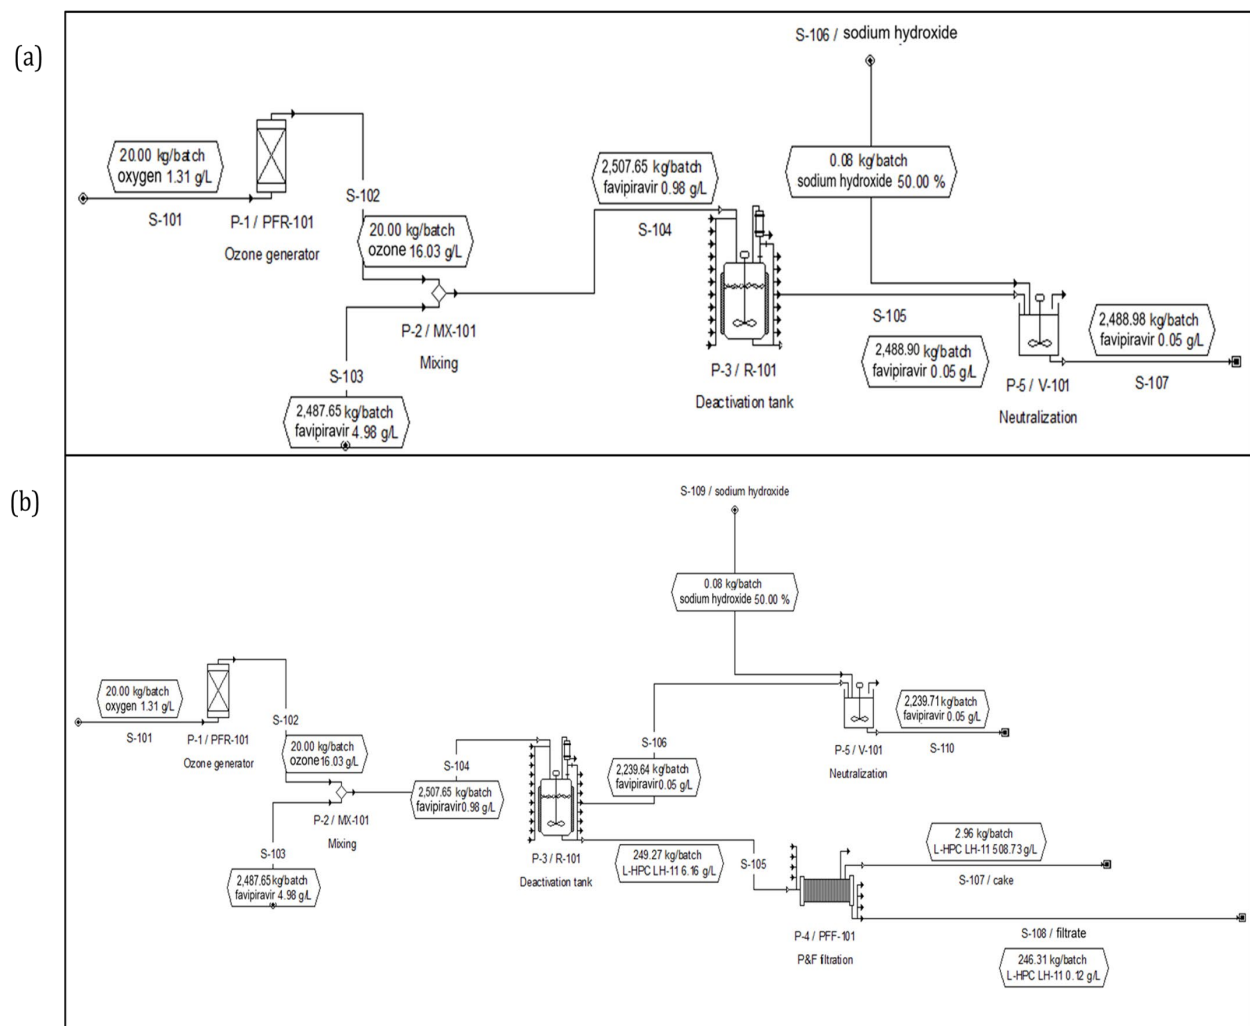 (a)
S-106 / sodium hydroxide
20.00 kg/batch
oxygen 1.31 g/L
S-101
P-1 / PFR-101
Ozone generator
S-102
20.00 kg/batch
ozone 16.03 g/L
P-2 / MX-101
Mixing
S-103
2,487.65 kg/batch
favipiravir 4.98 g/L
2,507.65 kg/batch
favipiravir 0.98 g/L
S-104
0.08 kg/batch
sodium hydroxide 50.00 %
P-3 / R-101
Deactivation tank
S-105
2,488.90 kg/batch
favipiravir 0.05 g/L
P-5 / V-101
Neutralization
2,488.98 kg/batch
favipiravir 0.05 g/L
S-107
(b)
S-109 / sodium hydroxide
0.08 kg/batch
sodium hydroxide 50.00 %
20.00 kg/batch
oxygen 1.31 g/L
S-101
P-1 / PFR-101
Ozone generator
S-102
20.00 kg/batch
ozone 16.03 g/L
P-2 / MX-101
Mixing
S-103
2,487.65 kg/batch
favipiravir 4.98 g/L
S-104
2,507.65 kg/batch
favipiravir 0.98 g/L
P-3 / R-101
Deactivation tank
S-106
2,239.64 kg/batch
favipiravir 0.05 g/L
P-5 / V-101
Neutralization
2,239.71 kg/batch
favipiravir 0.05 g/L
S-110
249.27 kg/batch
L-HPC LH-11 6.16 g/L
S-105
P-4 / PFF-101
P&F filtration
2.96 kg/batch
L-HPC LH-11 508.73 g/L
S-107 / cake
S-108 / filtrate
246.31 kg/batch
L-HPC LH-11 0.12 g/L